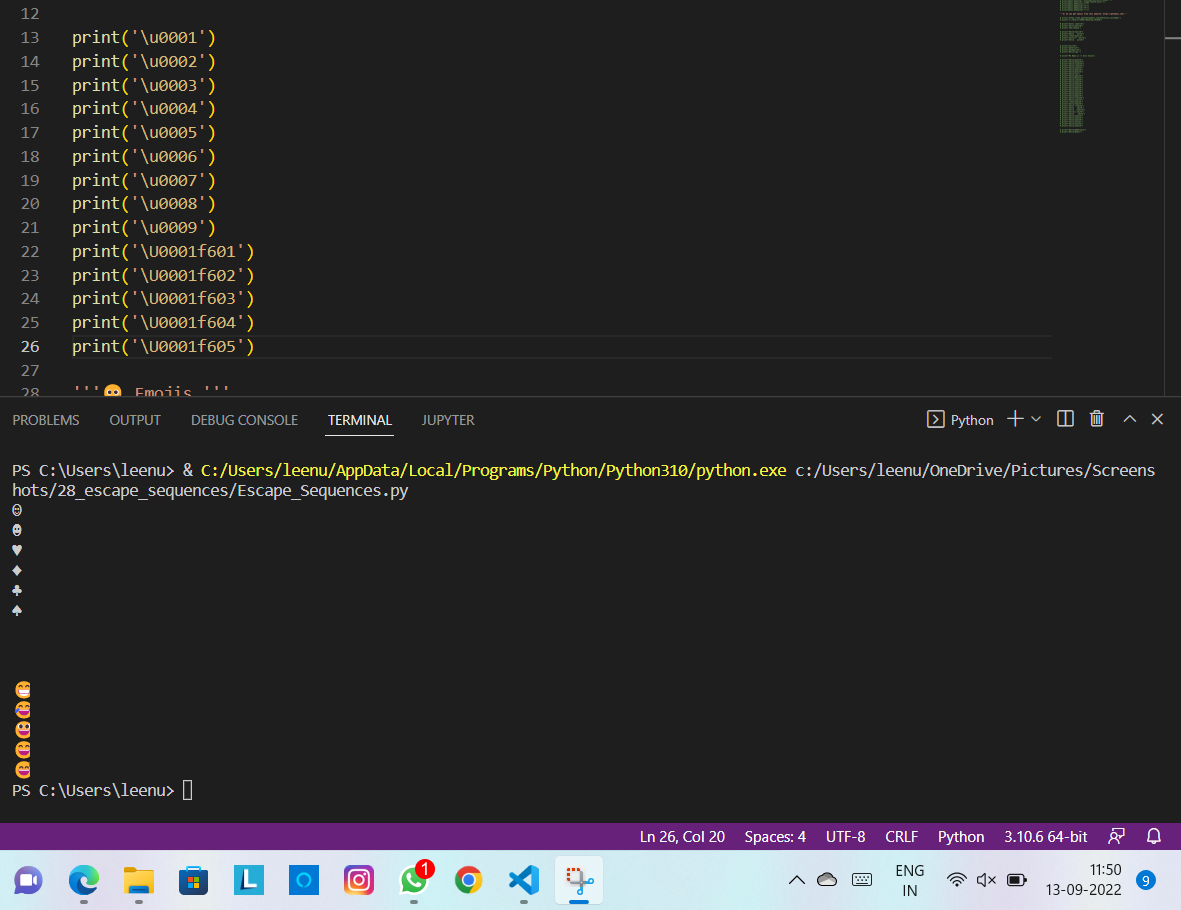 12
13 print('\u0001')
14 print('\u0002')
15 print('\u0003')
16 print('\u0004')
17 print('\u0005')
18 print('\u0006')
19 print('\u0007')
20 print('\u0008')
21 print('\u0009')
22 print('\U0001f601')
23 print('\U0001f602')
24 print('\U0001f603')
25 print('\U0001f604')
26 print('\U0001f605')
27
28 ''' Emojis '''
PROBLEMS OUTPUT DEBUG CONSOLE TERMINAL JUPYTER Python
PS C:\Users\leenu> & C:/Users/leenu/AppData/Local/Programs/Python/Python310/python.exe c:/Users/leenu/OneDrive/Pictures/Screens
hots/28_escape_sequences/Escape_Sequences.py
☺
☻
♥
♦
♣
♠
😁
😂
😃
😄
😅
PS C:\Users\leenu>
Ln 26, Col 20 Spaces: 4 UTF-8 CRLF Python 3.10.6 64-bit
L 1 ENG 11:50
IN 13-09-2022 9